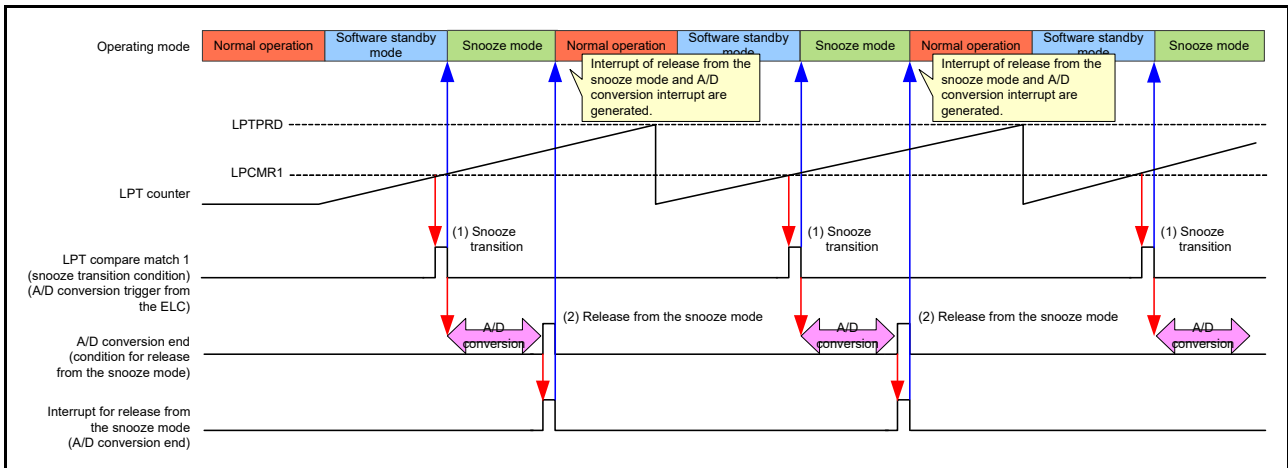 Operating mode
Normal operation
Software standby
mode
Snooze mode
Normal operation
Software standby
mode
Snooze mode
Normal operation
Software standby
mode
Snooze mode
Interrupt of release from the
snooze mode and A/D
conversion interrupt are
generated.
Interrupt of release from the
snooze mode and A/D
conversion interrupt are
generated.
LPTPRD
LPCMR1
LPT counter
(1) Snooze
transition
(1) Snooze
transition
(1) Snooze
transition
LPT compare match 1
(snooze transition condition)
(A/D conversion trigger from
the ELC)
A/D
conversion
(2) Release from the snooze mode
A/D
conversion
(2) Release from the snooze mode
A/D
conversion
A/D conversion end
(condition for release
from the snooze mode)
Interrupt for release from
the snooze mode
(A/D conversion end)